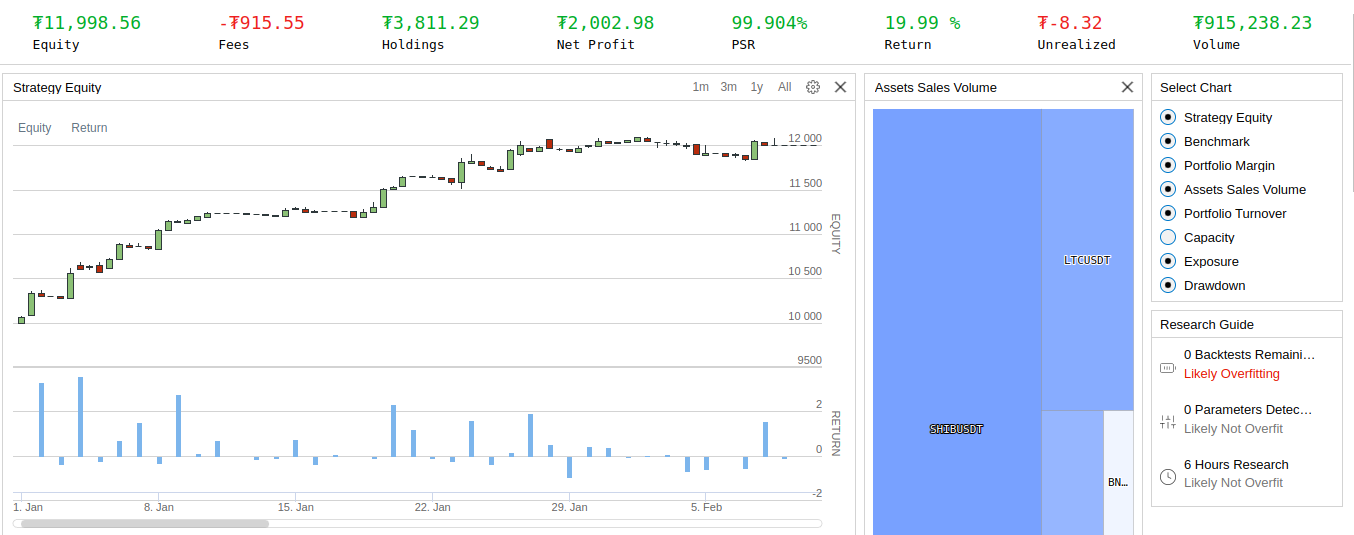 ₮11,998.56 -₮915.55 ₮3,811.29 ₮2,002.98 99.904% 19.99 % ₮-8.32 ₮915,238.23
Equity Fees Holdings Net Profit PSR Return Unrealized Volume
Strategy Equity 1m 3m 1y All
Equity Return
12 000
11 500
11 000
10 500
10 000
9500
EQUITY
2
0
-2
RETURN
1. Jan 8. Jan 15. Jan 22. Jan 29. Jan 5. Feb
Assets Sales Volume
SHIBUSDT
LTCUSDT
BN…
Select Chart
Strategy Equity
Benchmark
Portfolio Margin
Assets Sales Volume
Portfolio Turnover
Capacity
Exposure
Drawdown
Research Guide
0 Backtests Remaini…
Likely Overfitting
0 Parameters Detec…
Likely Not Overfit
6 Hours Research
Likely Not Overfit